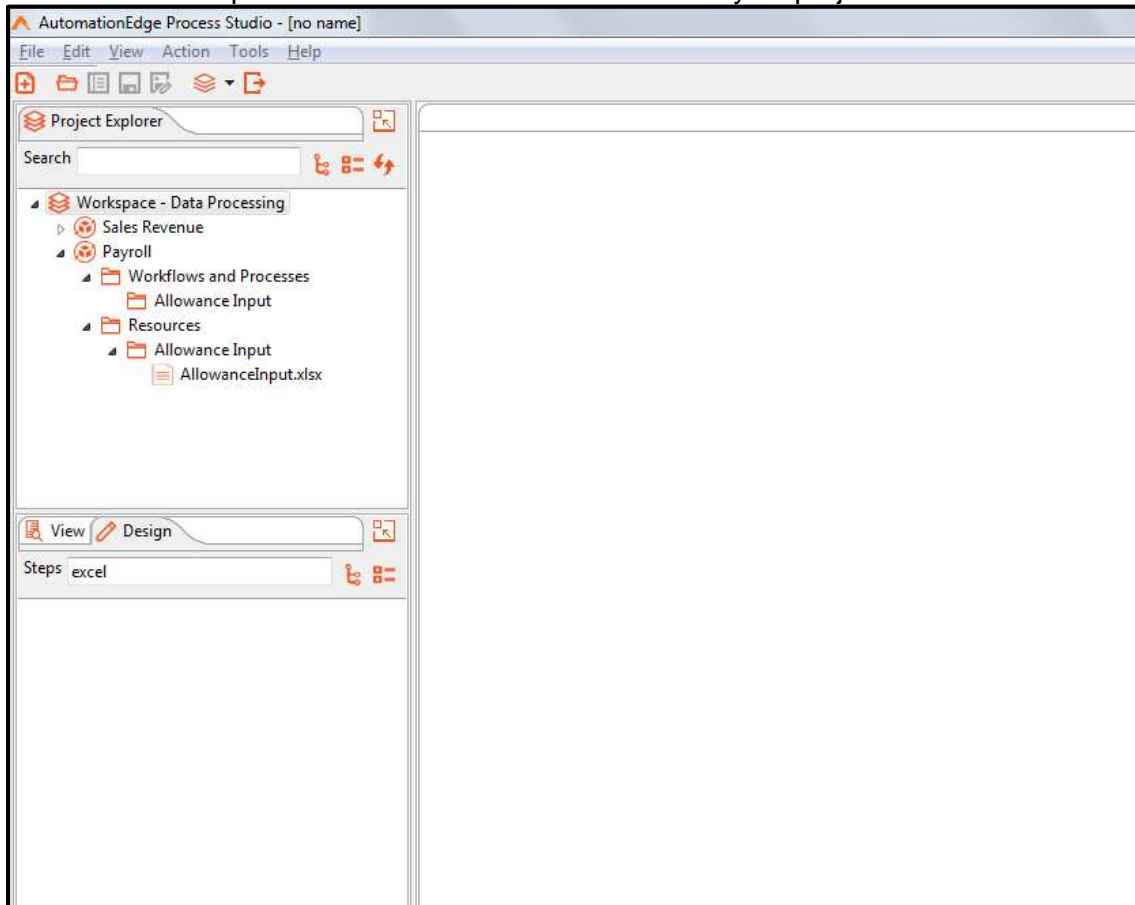 AutomationEdge Process Studio - [no name]
File Edit View Action Tools Help
Project Explorer
Search
Workspace - Data Processing
Sales Revenue
Payroll
Workflows and Processes
Allowance Input
Resources
Allowance Input
AllowanceInput.xlsx
View Design
Steps excel